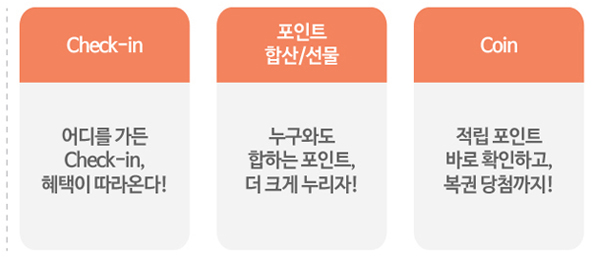 Check-in
어디를 가든
Check-in,
혜택이 따라온다!
포인트
합산/선물
누구와도
합하는 포인트,
더 크게 누리자!
Coin
적립 포인트
바로 확인하고,
복권 당첨까지!